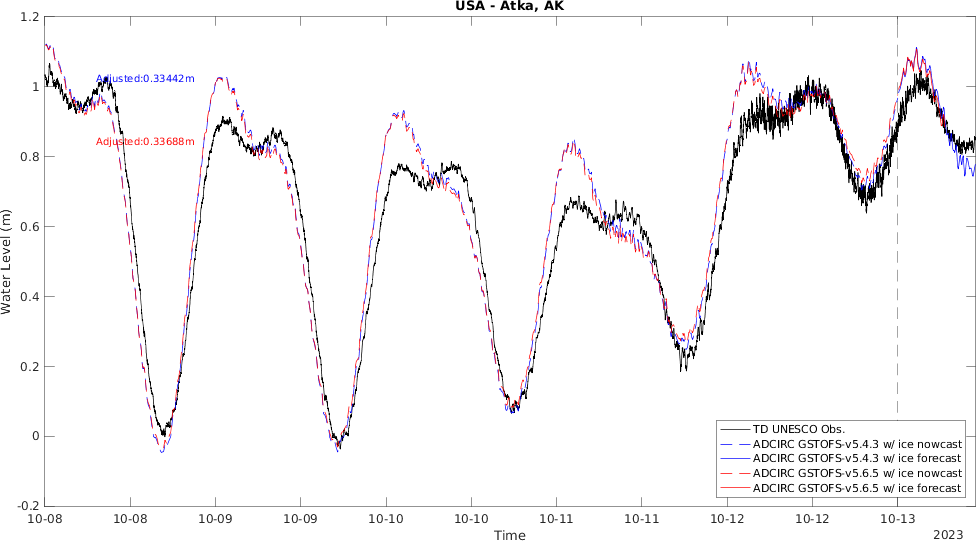 USA - Atka, AK
1.2
1
0.8
0.6
0.4
0.2
0
-0.2
Water Level (m)
Adjusted:0.33442m
Adjusted:0.33688m
TD UNESCO Obs.
ADCIRC GSTOFS-v5.4.3 w/ ice nowcast
ADCIRC GSTOFS-v5.4.3 w/ ice forecast
ADCIRC GSTOFS-v5.6.5 w/ ice nowcast
ADCIRC GSTOFS-v5.6.5 w/ ice forecast
10-08 10-08 10-09 10-09 10-10 10-10 10-11 10-11 10-12 10-12 10-13
Time
2023